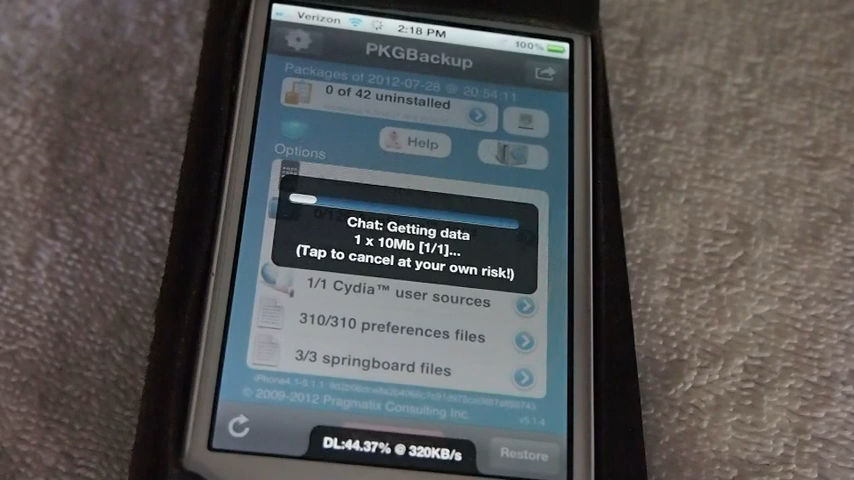 Verizon 2:18 PM 100%
PKGBackup
Packages of 2012-07-28 @ 20:54:11
0 of 42 uninstalled
Help
Options
Chat: Getting data
1 x 10Mb [1/1]...
(Tap to cancel at your own risk!)
1/1 Cydia™ user sources
310/310 preferences files
3/3 springboard files
© 2009-2012 Pragmatix Consulting Inc.
v5.1.4
DL:44.37% @ 320KB/s
Restore